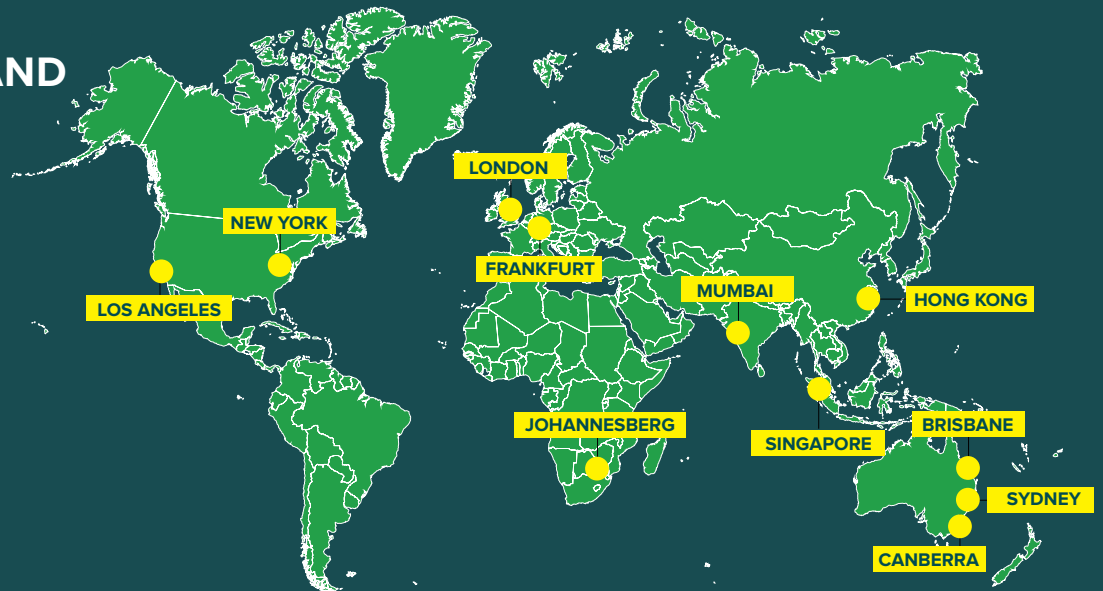 AND
LONDON
NEW YORK
FRANKFURT
MUMBAI
HONG KONG
LOS ANGELES
JOHANNESBERG
BRISBANE
SINGAPORE
SYDNEY
CANBERRA